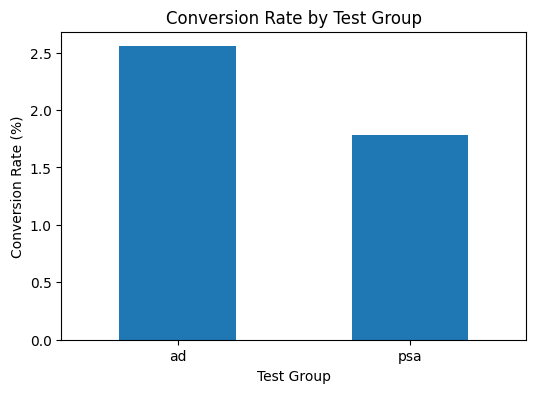 Conversion Rate by Test Group
Conversion Rate (%)
2.5
2.0
1.5
1.0
0.5
0.0
ad
psa
Test Group